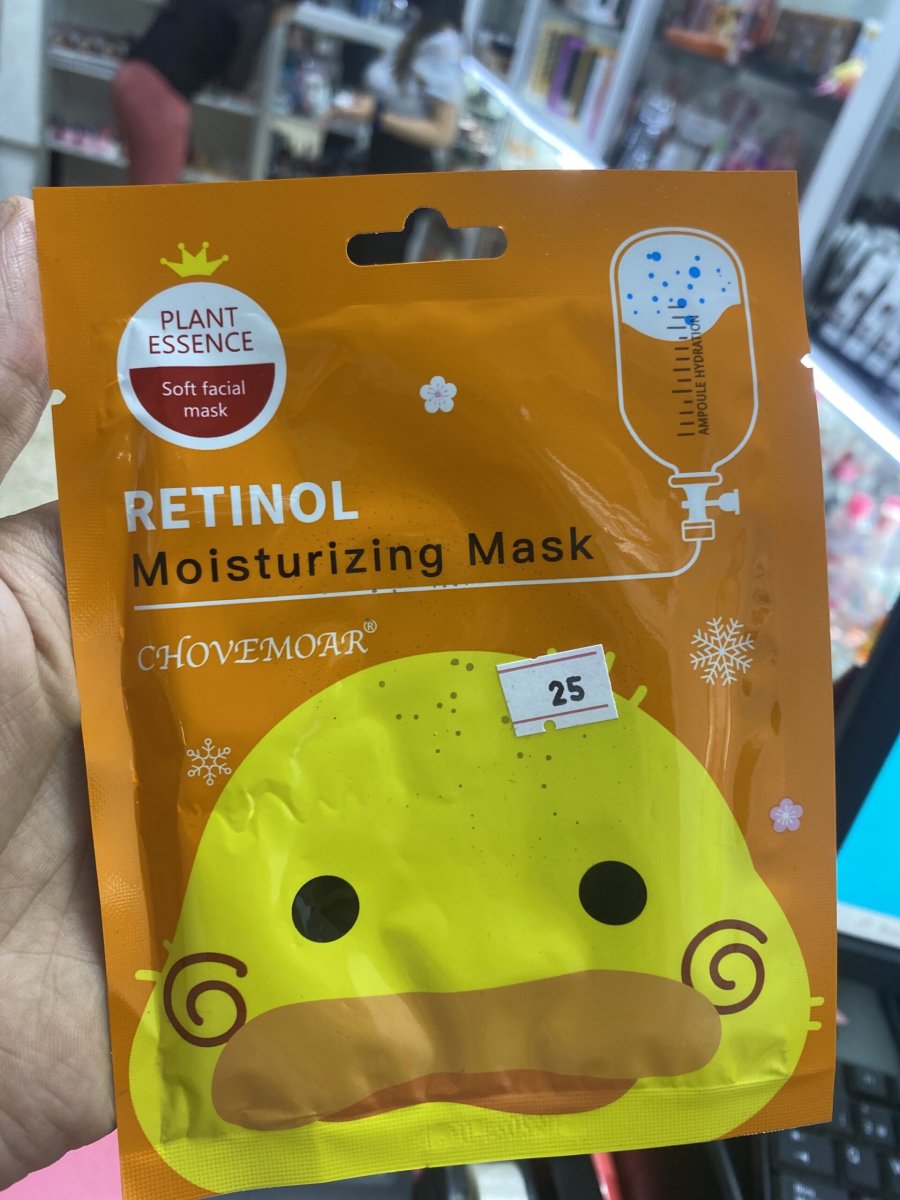 PLANT
ESSENCE
Soft facial
mask
AMPOULE HYDRATION
RETINOL
Moisturizing Mask
CHOVEMOAR®
25